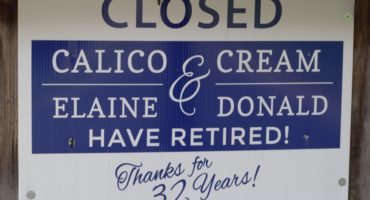 CLOSED
CALICO & CREAM
ELAINE & DONALD
HAVE RETIRED!
Thanks for
32 Years!